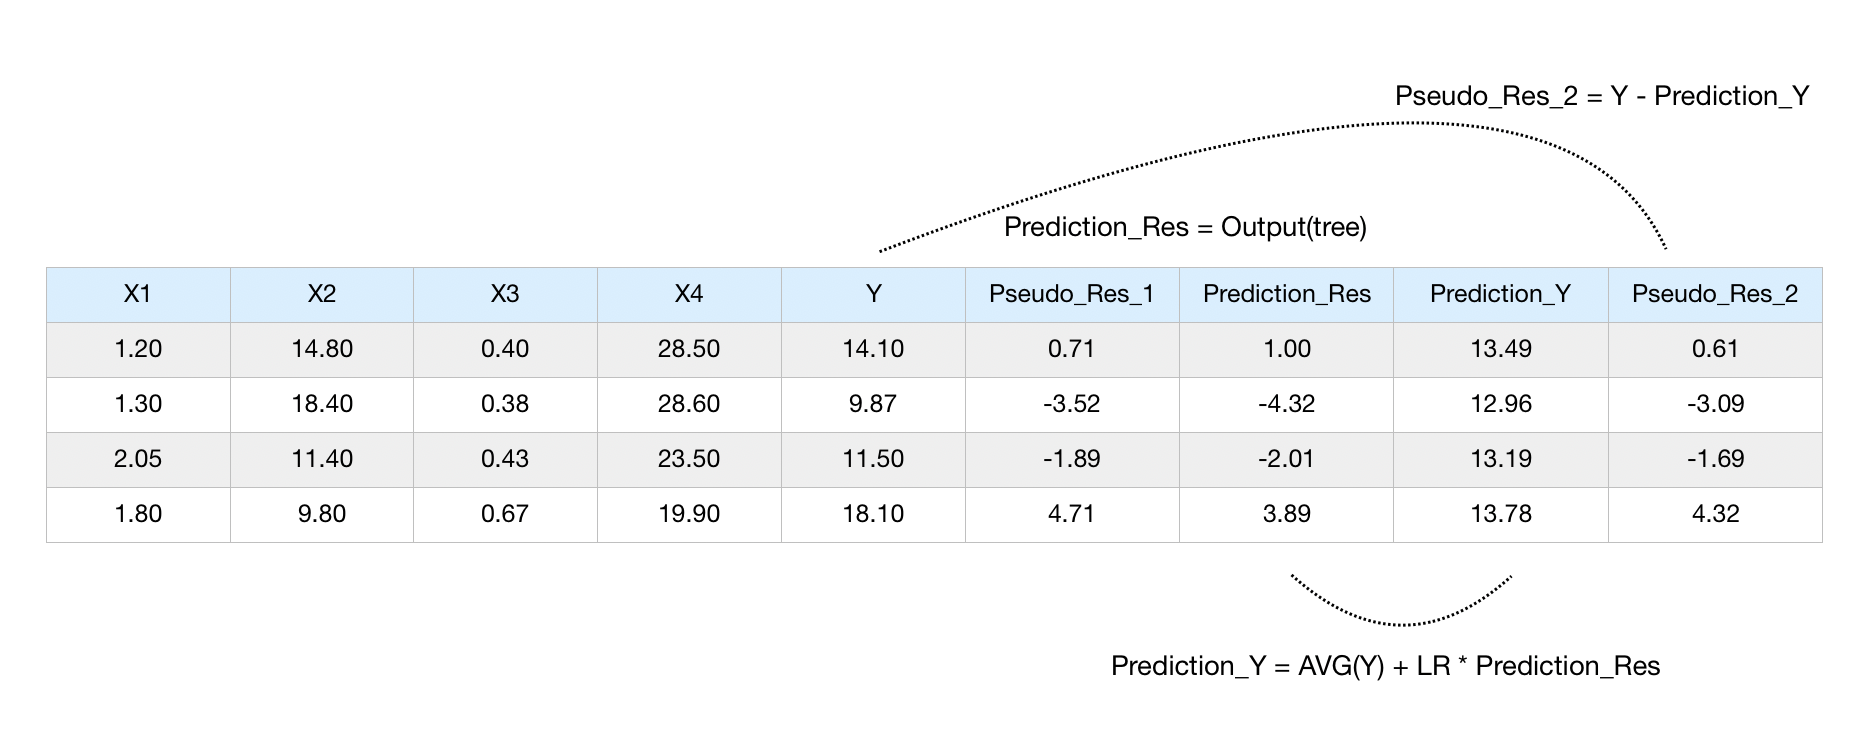 Pseudo_Res_2 = Y - Prediction_Y
Prediction_Res = Output(tree)
X1 X2 X3 X4 Y Pseudo_Res_1 Prediction_Res Prediction_Y Pseudo_Res_2
1.20 14.80 0.40 28.50 14.10 0.71 1.00 13.49 0.61
1.30 18.40 0.38 28.60 9.87 -3.52 -4.32 12.96 -3.09
2.05 11.40 0.43 23.50 11.50 -1.89 -2.01 13.19 -1.69
1.80 9.80 0.67 19.90 18.10 4.71 3.89 13.78 4.32
Prediction_Y = AVG(Y) + LR * Prediction_Res